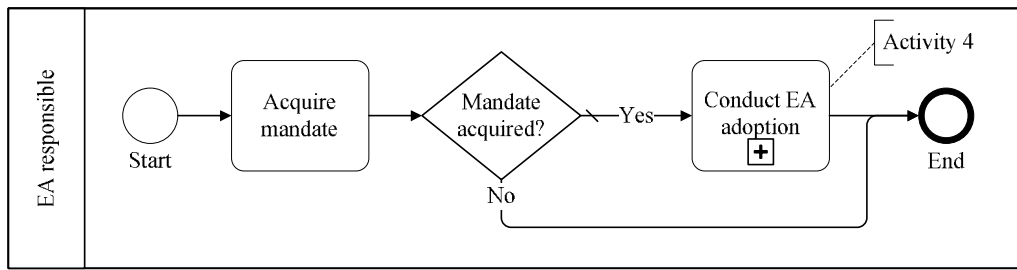 EA responsible
Start
Acquire
mandate
Mandate
acquired?
Yes
No
Conduct EA
adoption
Activity 4
End